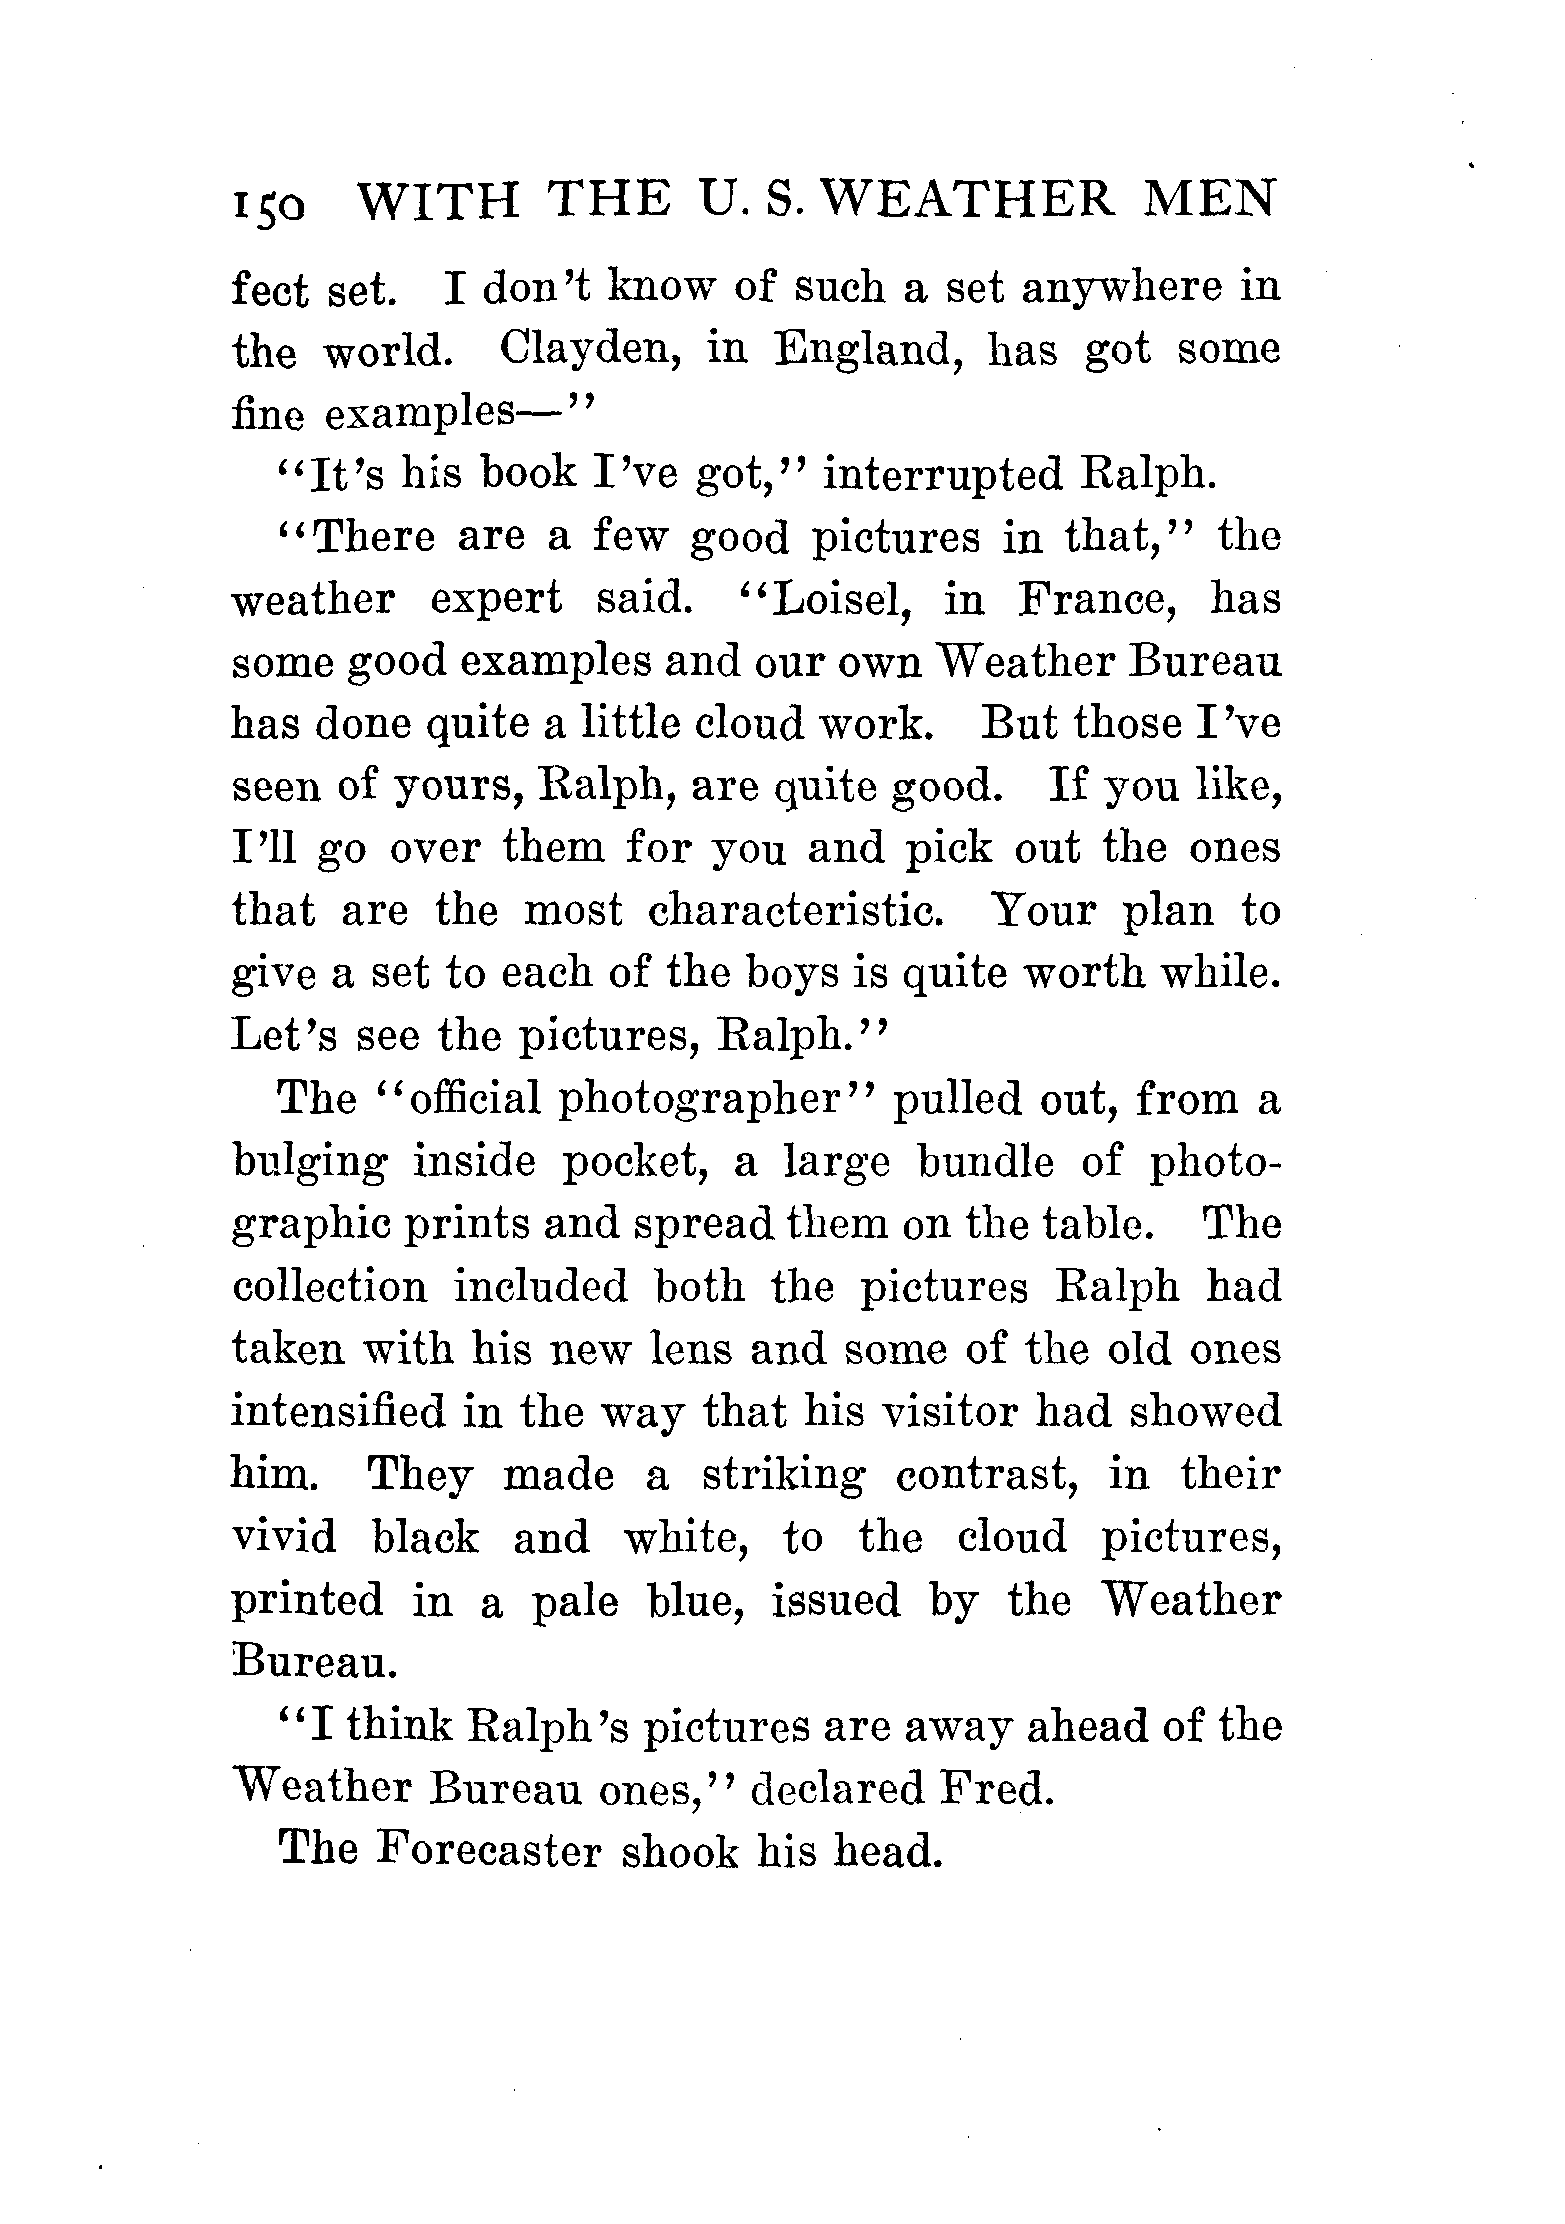 150 WITH THE U. S. WEATHER MEN
fect set. I don't know of such a set anywhere in
the world. Clayden, in England, has got some
fine examples—"
"It's his book I've got," interrupted Ralph.
"There are a few good pictures in that," the
weather expert said. "Loisel, in France, has
some good examples and our own Weather Bureau
has done quite a little cloud work. But those I've
seen of yours, Ralph, are quite good. If you like,
I'll go over them for you and pick out the ones
that are the most characteristic. Your plan to
give a set to each of the boys is quite worth while.
Let's see the pictures, Ralph."
The "official photographer" pulled out, from a
bulging inside pocket, a large bundle of photo-
graphic prints and spread them on the table. The
collection included both the pictures Ralph had
taken with his new lens and some of the old ones
intensified in the way that his visitor had showed
him. They made a striking contrast, in their
vivid black and white, to the cloud pictures,
printed in a pale blue, issued by the Weather
Bureau.
"I think Ralph's pictures are away ahead of the
Weather Bureau ones," declared Fred.
The Forecaster shook his head.